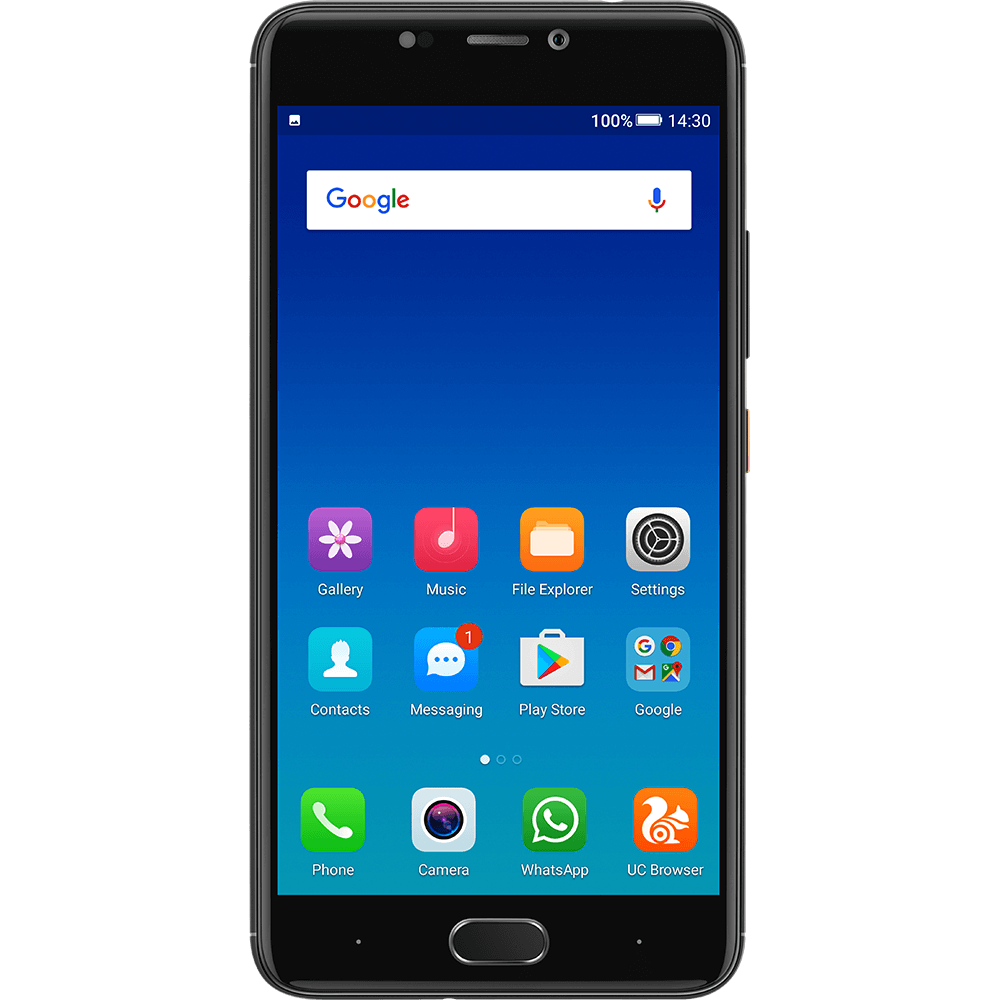 100% 14:30
Google
Gallery Music File Explorer Settings
1
G
G
Contacts Messaging Play Store Google
Phone Camera WhatsApp UC Browser